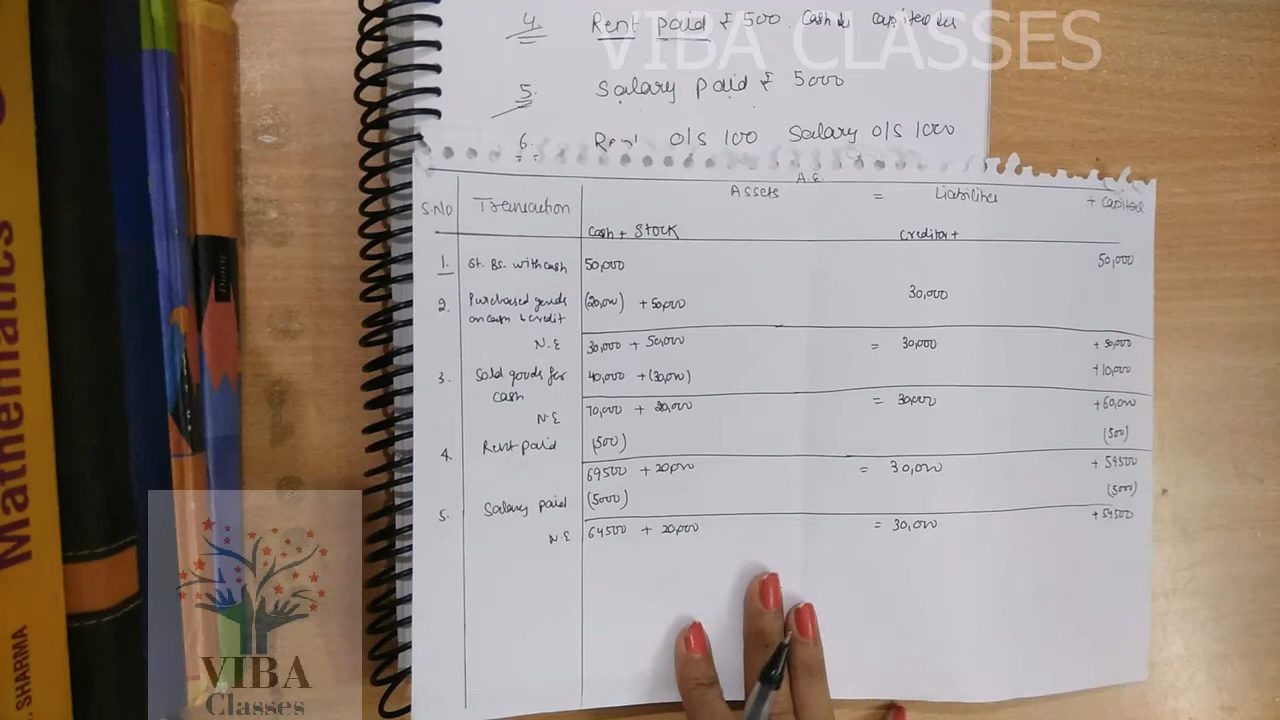 VIBA CLASSES
4. Rent paid ₹ 500 Cash ↓s
5. Salary paid ₹ 5000
6. Rent O/S 100 Salary O/S 1000
A.E
S.No Transaction Assets = Liabilities + Capital
Cash + Stock Creditor +
1. St. Bs. with cash 50,000 50,000
2. Purchased goods on cash & credit (20,000) + 50,000 30,000
N.E 30,000 + 50,000 = 30,000 + 50,000
3. Sold goods for cash 40,000 + (30,000) + 10,000
N.E 70,000 + 20,000 = 30,000 + 60,000
4. Rent paid (500) (500)
69500 + 20,000 = 30,000 + 59500
5. Salary paid (5000) (5000)
N.E 64500 + 20,000 = 30,000 + 54500
Mathematics
. SHARMA
Diary
VIBA
Classes